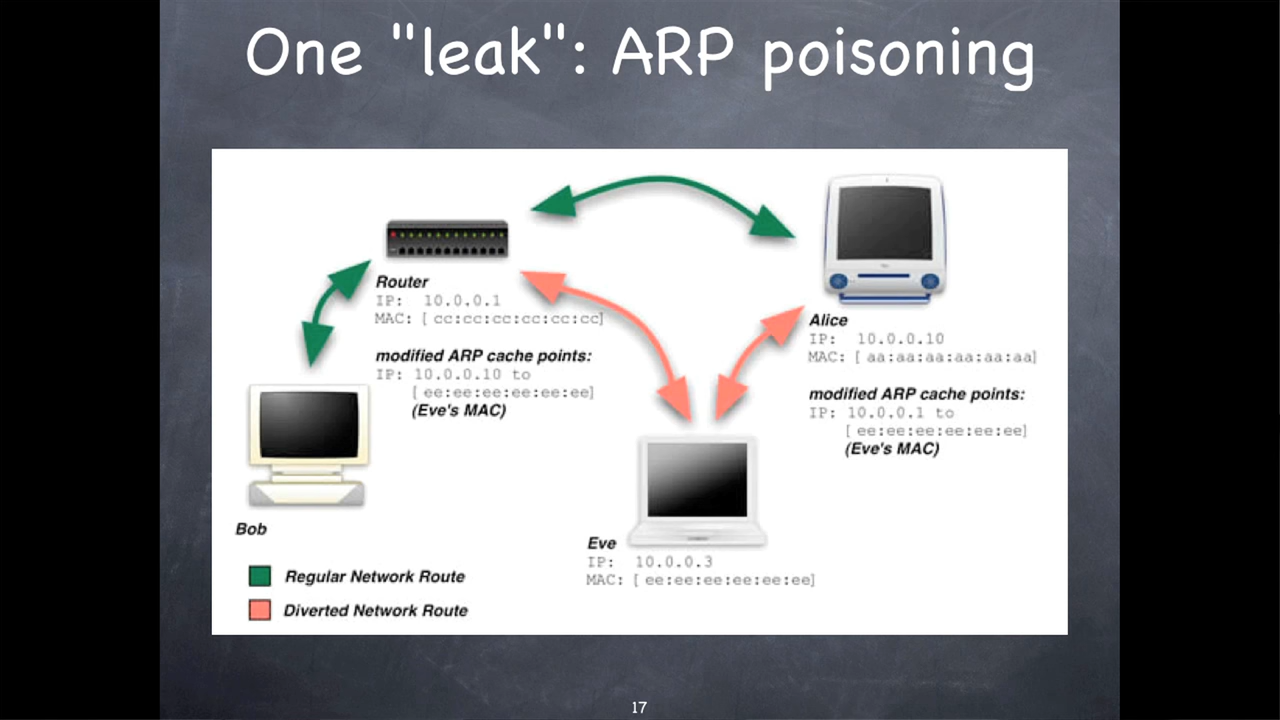 One "leak": ARP poisoning
Router
IP: 10.0.0.1
MAC: [ cc:cc:cc:cc:cc:cc]
modified ARP cache points:
IP: 10.0.0.10 to
[ ee:ee:ee:ee:ee:ee]
(Eve's MAC)
Alice
IP: 10.0.0.10
MAC: [ aa:aa:aa:aa:aa:aa]
modified ARP cache points:
IP: 10.0.0.1 to
[ ee:ee:ee:ee:ee:ee]
(Eve's MAC)
Bob
Eve
IP: 10.0.0.3
MAC: [ ee:ee:ee:ee:ee:ee]
Regular Network Route
Diverted Network Route
17